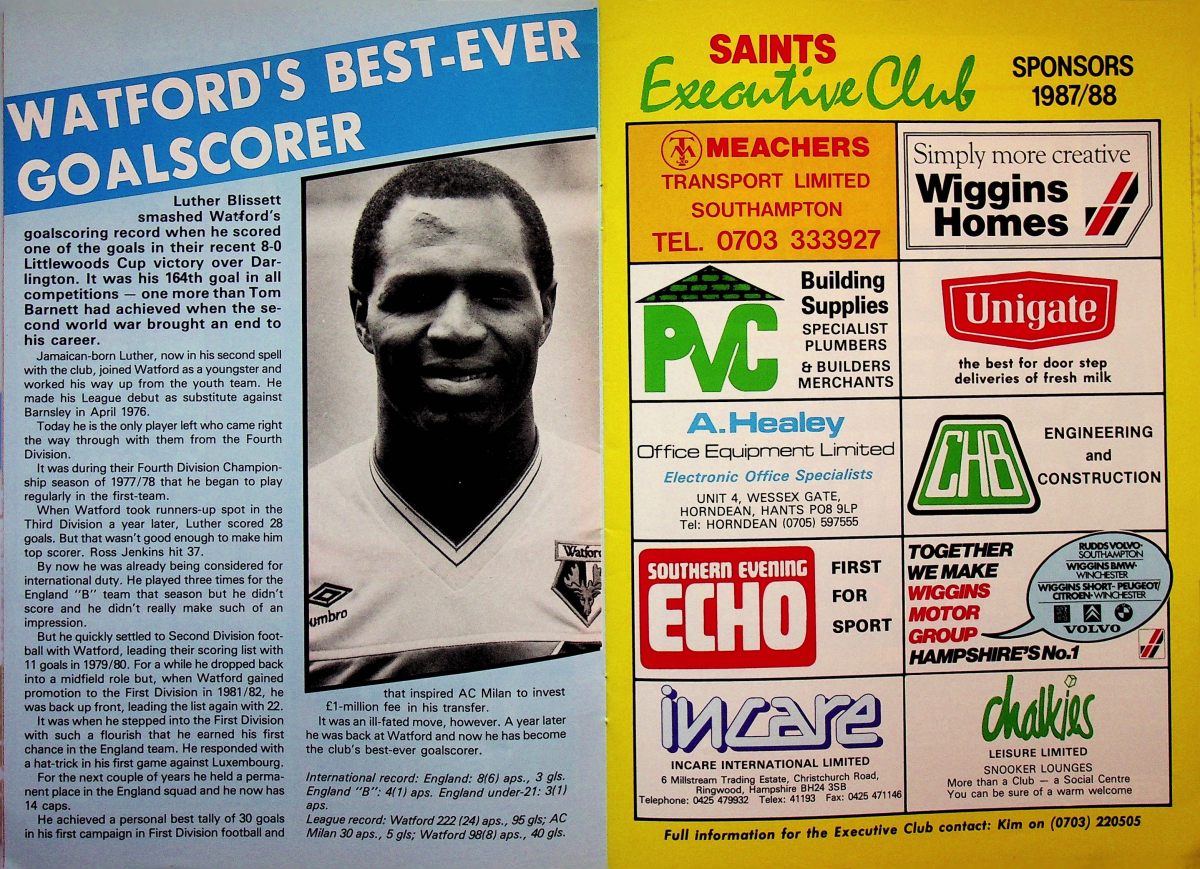 WATFORD'S BEST-EVER
GOALSCORER
Luther Blissett
smashed Watford's
goalscoring record when he scored
one of the goals in their recent 8-0
Littlewoods Cup victory over Dar-
lington. It was his 164th goal in all
competitions — one more than Tom
Barnett had achieved when the se-
cond world war brought an end to
his career.
Jamaican-born Luther, now in his second spell
with the club, joined Watford as a youngster and
worked his way up from the youth team. He
made his League debut as substitute against
Barnsley in April 1976.
Today he is the only player left who came right
the way through with them from the Fourth
Division.
It was during their Fourth Division Champion-
ship season of 1977/78 that he began to play
regularly in the first-team.
When Watford took runners-up spot in the
Third Division a year later, Luther scored 28
goals. But that wasn't good enough to make him
top scorer. Ross Jenkins hit 37.
By now he was already being considered for
international duty. He played three times for the
England "B" team that season but he didn't
score and he didn't really make such of an
impression.
But he quickly settled to Second Division foot-
ball with Watford, leading their scoring list with
11 goals in 1979/80. For a while he dropped back
into a midfield role but, when Watford gained
promotion to the First Division in 1981/82, he
was back up front, leading the list again with 22.
It was when he stepped into the First Division
with such a flourish that he earned his first
chance in the England team. He responded with
a hat-trick in his first game against Luxembourg.
For the next couple of years he held a perma-
nent place in the England squad and he now has
14 caps.
He achieved a personal best tally of 30 goals
in his first campaign in First Division football and
umbro
Watford
that inspired AC Milan to invest
£1-million fee in his transfer.
It was an ill-fated move, however. A year later
he was back at Watford and now he has become
the club's best-ever goalscorer.
International record: England: 8(6) aps., 3 gls.
England "B": 4(1) aps. England under-21: 3(1)
aps.
League record: Watford 222 (24) aps., 95 gls; AC
Milan 30 aps., 5 gls; Watford 98(8) aps., 40 gls.
SAINTS
Executive Club
SPONSORS
1987/88
TM
MEACHERS
TRANSPORT LIMITED
SOUTHAMPTON
TEL. 0703 333927
Simply more creative
Wiggins
Homes
PVC
Building
Supplies
SPECIALIST
PLUMBERS
& BUILDERS
MERCHANTS
Unigate
the best for door step
deliveries of fresh milk
A.Healey
Office Equipment Limited
Electronic Office Specialists
UNIT 4, WESSEX GATE,
HORNDEAN, HANTS PO8 9LP
Tel: HORNDEAN (0705) 597555
CHB
ENGINEERING
and
CONSTRUCTION
SOUTHERN EVENING
ECHO
FIRST
FOR
SPORT
TOGETHER
WE MAKE
WIGGINS
MOTOR
GROUP
HAMPSHIRE'S No.1
RUDDS VOLVO-
SOUTHAMPTON
WIGGINS BMW-
WINCHESTER
WIGGINS SHORT- PEUGEOT/
CITROEN- WINCHESTER
VOLVO
incare
INCARE INTERNATIONAL LIMITED
6 Millstream Trading Estate, Christchurch Road,
Ringwood, Hampshire BH24 3SB
Telephone: 0425 479932 Telex: 41193 Fax: 0425 471146
chalkies
LEISURE LIMITED
SNOOKER LOUNGES
More than a Club — a Social Centre
You can be sure of a warm welcome
Full information for the Executive Club contact: Kim on (0703) 220505